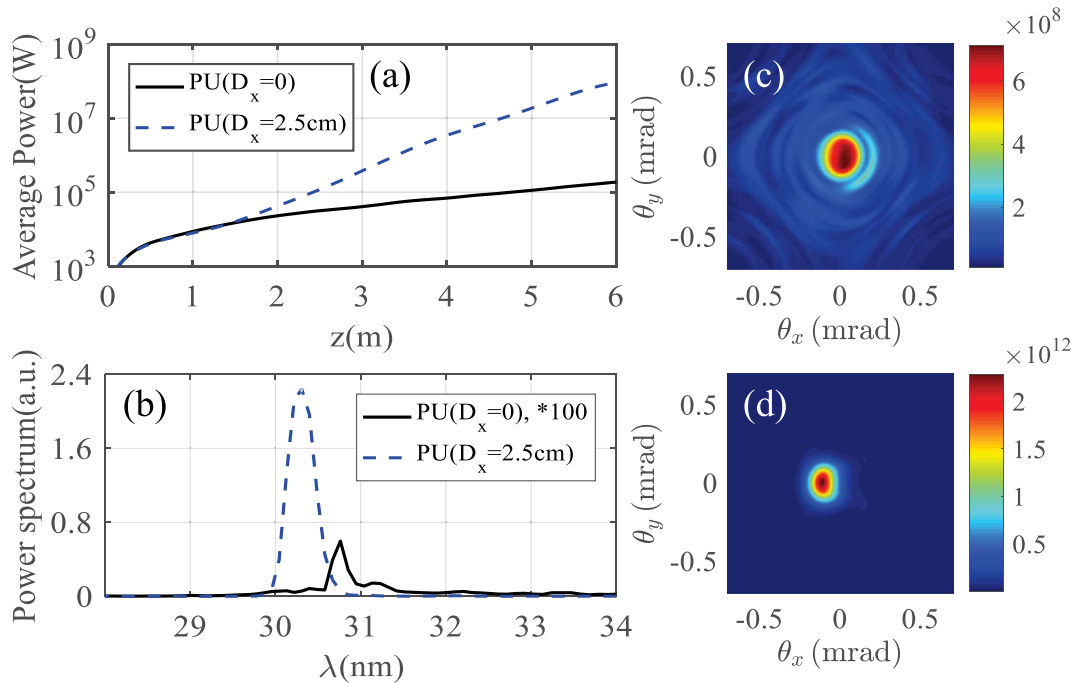 Average Power(W)
10^9
10^7
10^5
10^3
PU(D_x=0)
PU(D_x=2.5cm)
(a)
0 1 2 3 4 5 6
z(m)
Power spectrum(a.u.)
2.4
1.6
0.8
0
(b)
PU(D_x=0), *100
PU(D_x=2.5cm)
29 30 31 32 33 34
λ(nm)
(c)
θ_y (mrad)
0.5
0
-0.5
-0.5 0 0.5
θ_x (mrad)
×10^8
6
4
2
(d)
θ_y (mrad)
0.5
0
-0.5
-0.5 0 0.5
θ_x (mrad)
×10^12
2
1.5
1
0.5